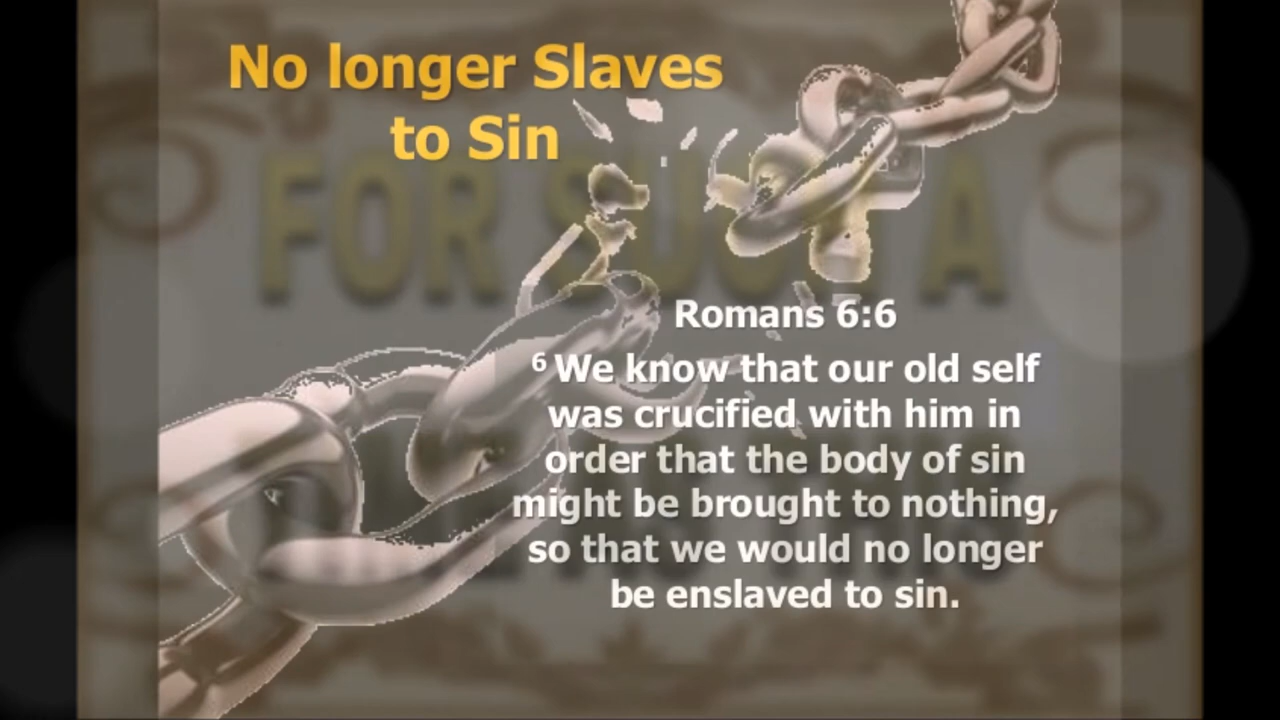 No longer Slaves
to Sin
FOR SUCH A
Romans 6:6
6 We know that our old self
was crucified with him in
order that the body of sin
might be brought to nothing,
so that we would no longer
be enslaved to sin.